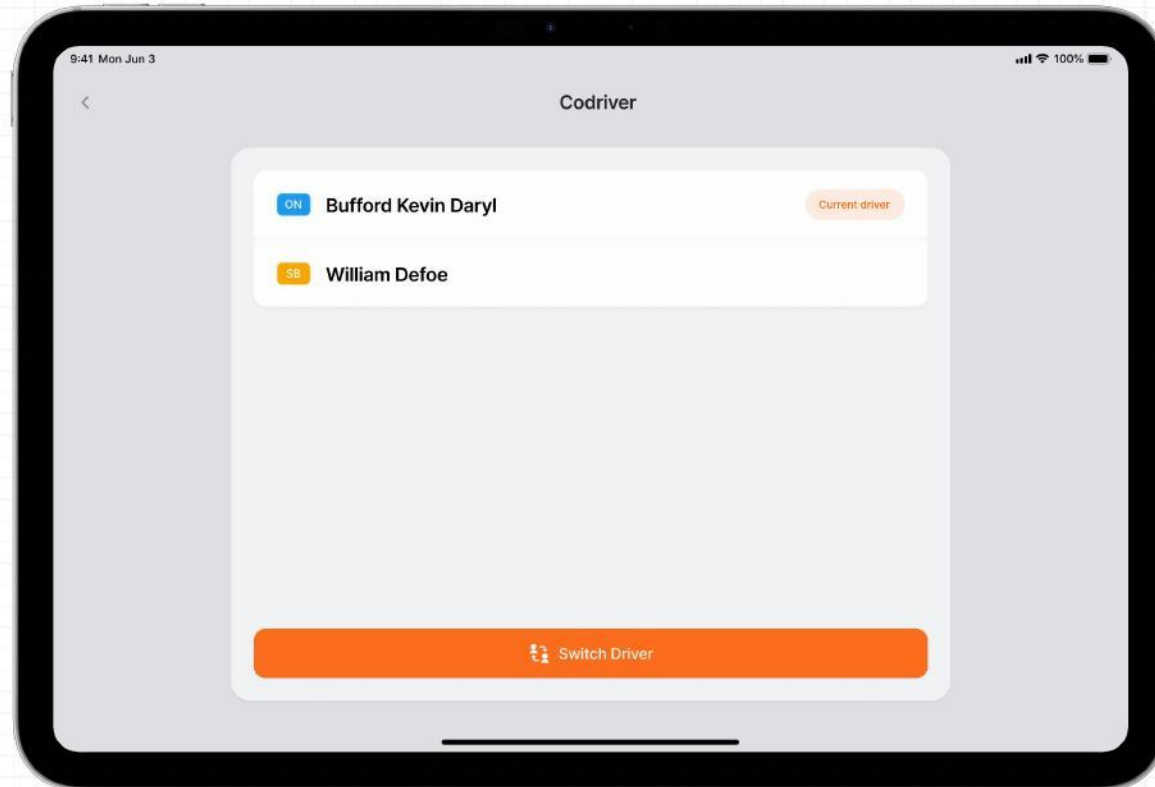 9:41 Mon Jun 3
100%
Codriver
ON Bufford Kevin Daryl Current driver
SB William Defoe
Switch Driver